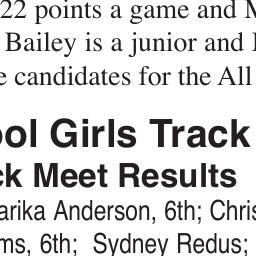 22 points a game and
Bailey is a junior and
candidates for the All
ool Girls Track
ck Meet Results
arika Anderson, 6th; Chris
ms, 6th; Sydney Redus;